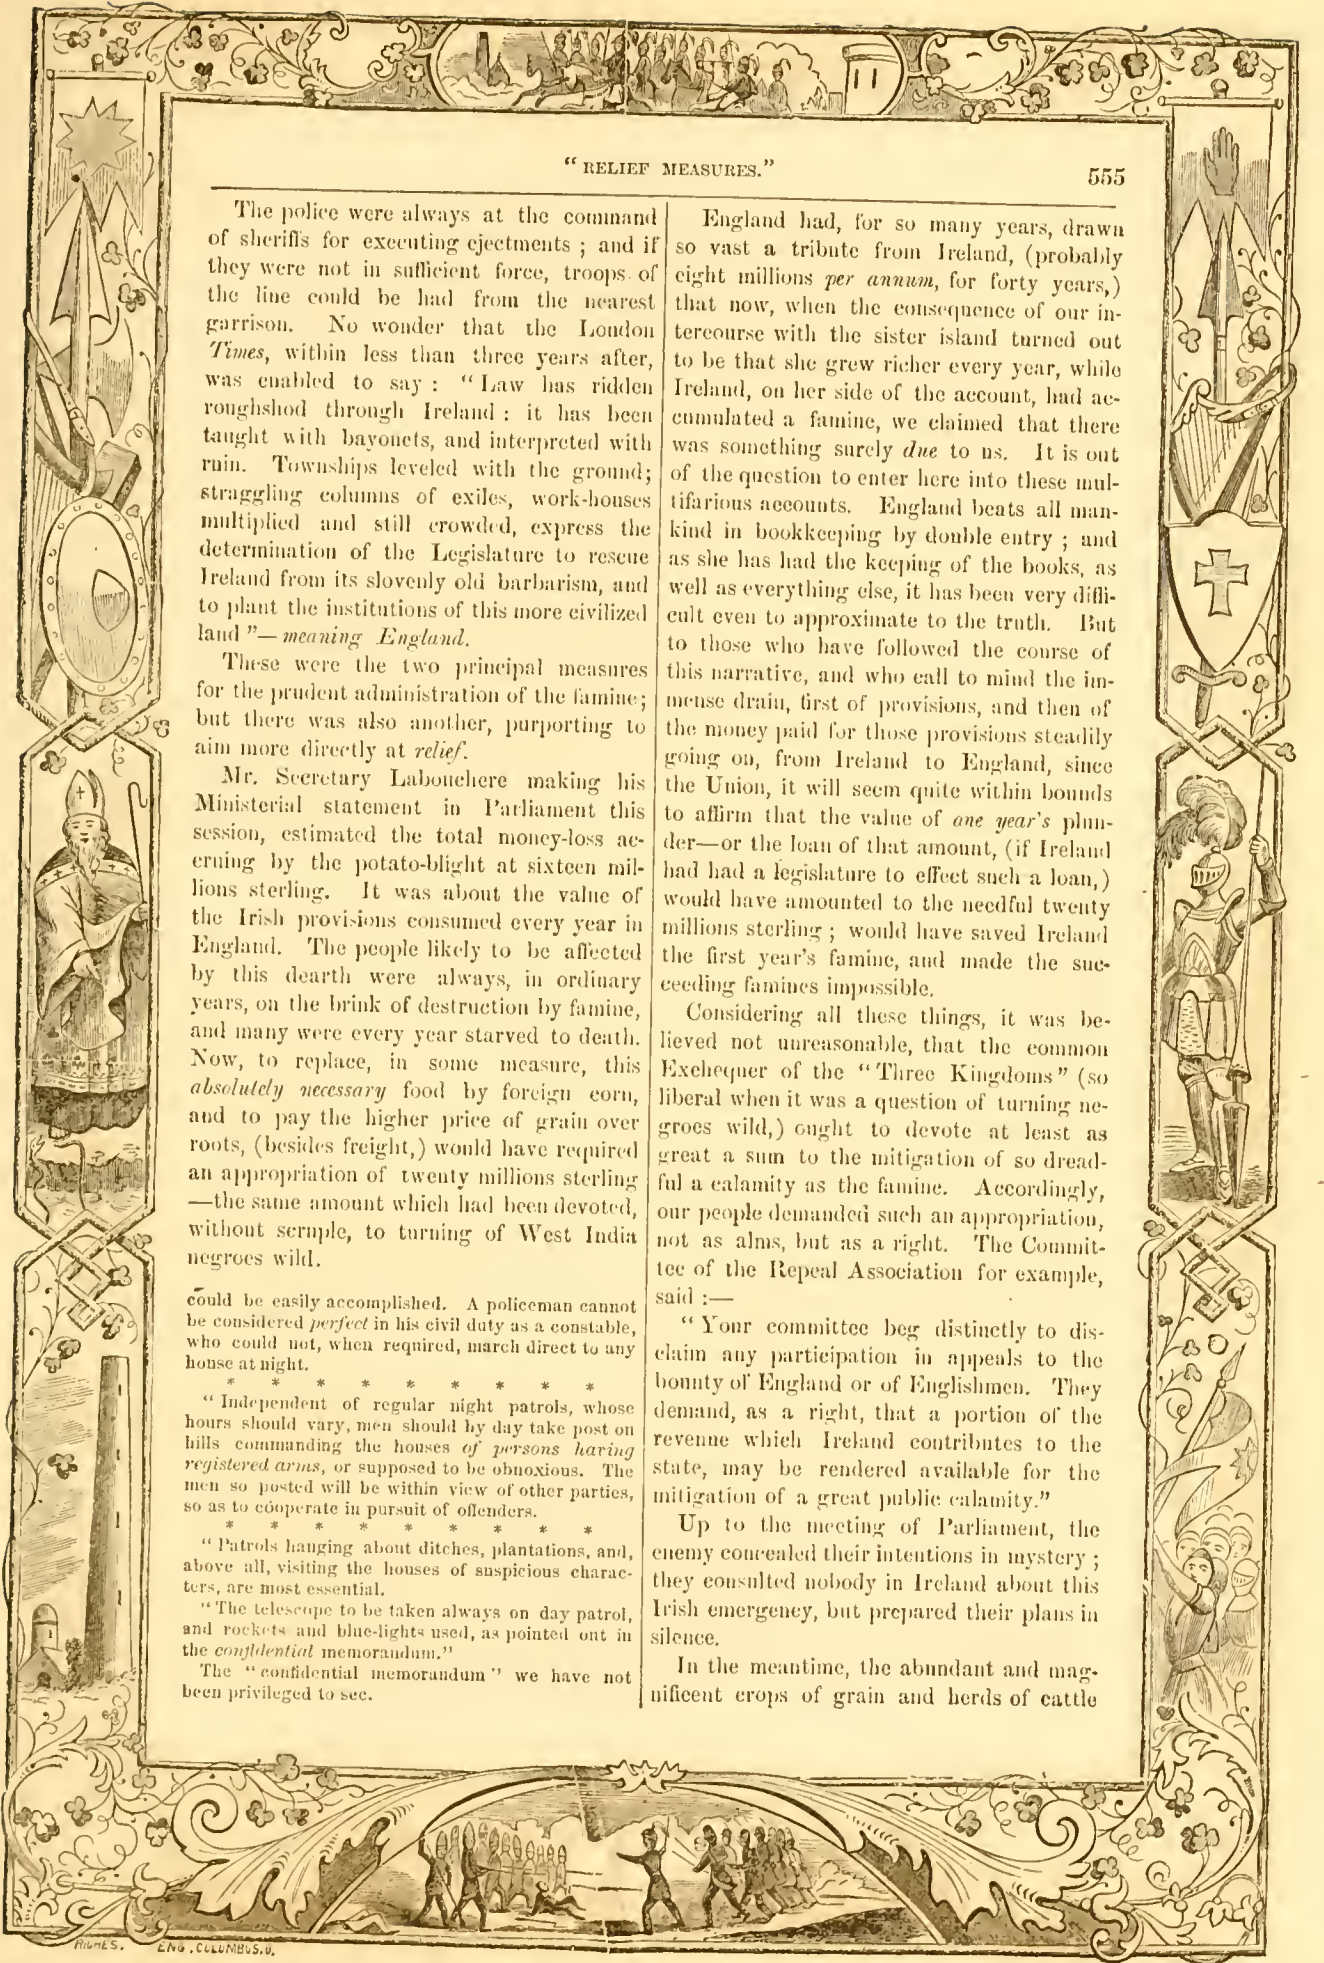 “ RELIEF MEASURES.”
555
The police were always at the command
of sheriffs for executing ejectments ; and if
they were not in sufficient force, troops of
the line could be had from the nearest
garrison. No wonder that the London
Times, within less than three years after,
was enabled to say : “ Law has ridden
roughshod through Ireland : it has been
taught with bayonets, and interpreted with
ruin. Townships leveled with the ground;
straggling columns of exiles, work-houses
multiplied and still crowded, express the
determination of the Legislature to rescue
Ireland from its slovenly old barbarism, and
to plant the institutions of this more civilized
land ”— meaning England.
These were the two principal measures
for the prudent administration of the famine;
but there was also another, purporting to
aim more directly at relief.
Mr. Secretary Labouchere making his
Ministerial statement in Parliament this
session, estimated the total money-loss ac-
cruing by the potato-blight at sixteen mil-
lions sterling. It was about the value of
the Irish provisions consumed every year in
England. The people likely to be affected
by this dearth were always, in ordinary
years, on the brink of destruction by famine,
and many were every year starved to death.
Now, to replace, in some measure, this
absolutely necessary food by foreign corn,
and to pay the higher price of grain over
roots, (besides freight,) would have required
an appropriation of twenty millions sterling
—the same amount which had been devoted,
without scruple, to turning of West India
negroes wild.
could be easily accomplished. A policeman cannot
be considered perfect in his civil duty as a constable,
who could not, when required, march direct to any
house at night.
* * * * * * * * *
“ Independent of regular night patrols, whose
hours should vary, men should by day take post on
hills commanding the houses of persons having
registered arms, or supposed to be obnoxious. The
men so posted will be within view of other parties,
so as to coöperate in pursuit of offenders.
* * * * * * * * *
“ Patrols hanging about ditches, plantations, and,
above all, visiting the houses of suspicious charac-
ters, are most essential.
“ The telescope to be taken always on day patrol,
and rockets and blue-lights used, as pointed out in
the confidential memorandum.”
The “ confidential memorandum ” we have not
been privileged to see.
England had, for so many years, drawn
so vast a tribute from Ireland, (probably
eight millions per annum, for forty years,)
that now, when the consequence of our in-
tercourse with the sister island turned out
to be that she grew richer every year, while
Ireland, on her side of the account, had ac-
cumulated a famine, we claimed that there
was something surely due to us. It is out
of the question to enter here into these mul-
tifarious accounts. England beats all man-
kind in bookkeeping by double entry ; and
as she has had the keeping of the books, as
well as everything else, it has been very diffi-
cult even to approximate to the truth. But
to those who have followed the course of
this narrative, and who call to mind the im-
mense drain, first of provisions, and then of
the money paid for those provisions steadily
going on, from Ireland to England, since
the Union, it will seem quite within bounds
to affirm that the value of one year's plun-
der—or the loan of that amount, (if Ireland
had had a legislature to effect such a loan,)
would have amounted to the needful twenty
millions sterling ; would have saved Ireland
the first year's famine, and made the suc-
ceeding famines impossible.
Considering all these things, it was be-
lieved not unreasonable, that the common
Exchequer of the “ Three Kingdoms ” (so
liberal when it was a question of turning ne-
groes wild,) ought to devote at least as
great a sum to the mitigation of so dread-
ful a calamity as the famine. Accordingly,
our people demanded such an appropriation,
not as alms, but as a right. The Commit-
tee of the Repeal Association for example,
said :—
“ Your committee beg distinctly to dis-
claim any participation in appeals to the
bounty of England or of Englishmen. They
demand, as a right, that a portion of the
revenue which Ireland contributes to the
state, may be rendered available for the
mitigation of a great public calamity.”
Up to the meeting of Parliament, the
enemy concealed their intentions in mystery ;
they consulted nobody in Ireland about this
Irish emergency, but prepared their plans in
silence.
In the meantime, the abundant and mag-
nificent crops of grain and herds of cattle
ENG. COLUMBUS.O.